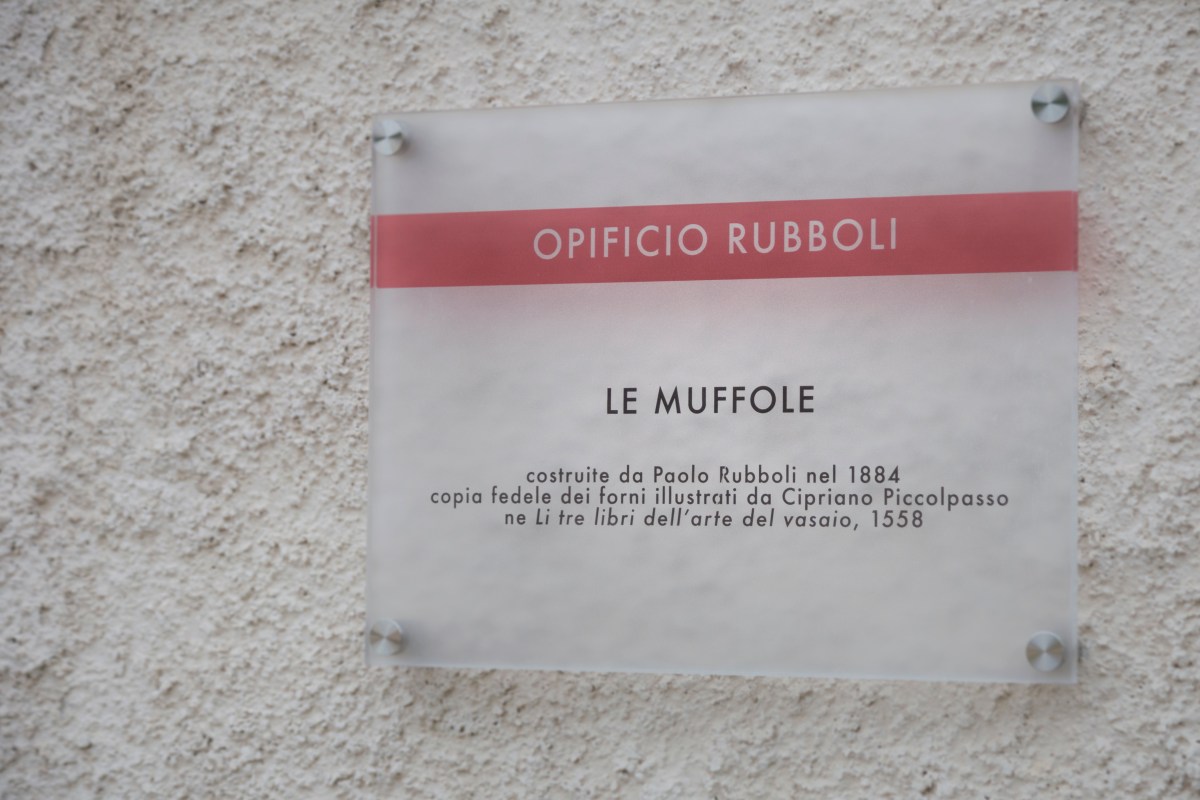 OPIFICIO RUBBOLI
LE MUFFOLE
costruite da Paolo Rubboli nel 1884
copia fedele dei forni illustrati da Cipriano Piccolpasso
ne Li tre libri dell'arte del vasaio, 1558